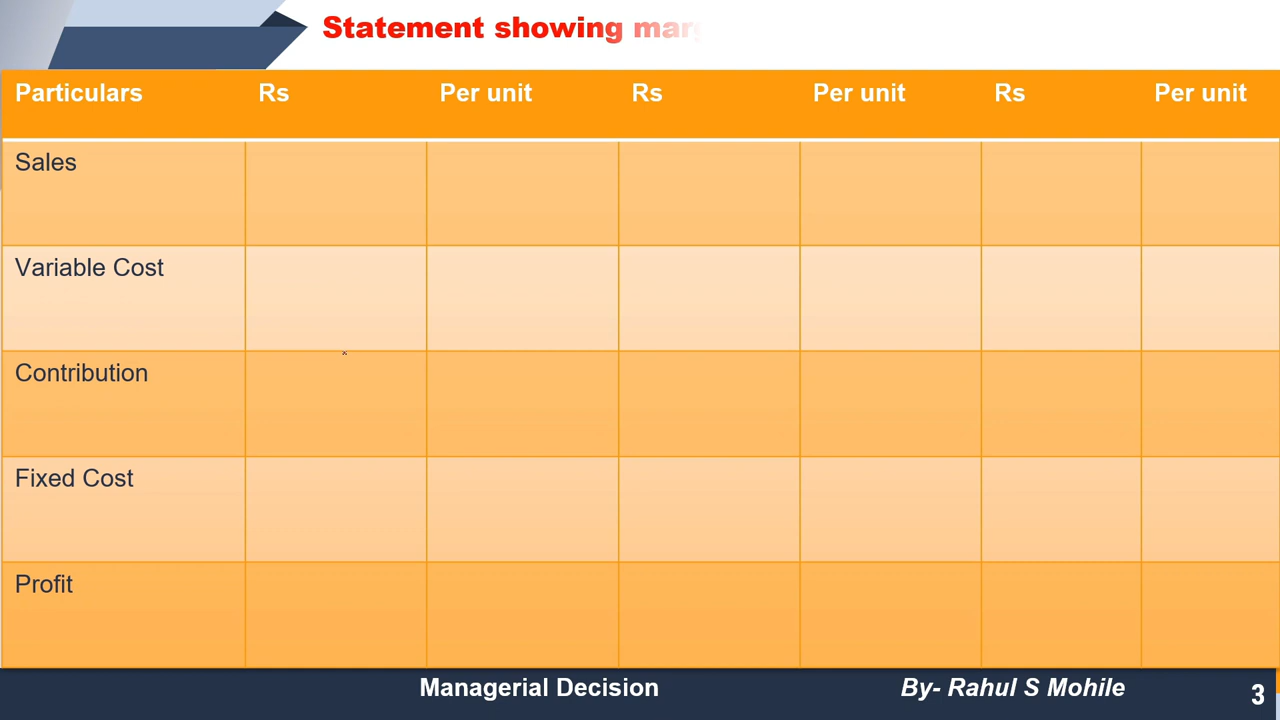 Statement showing
Particulars Rs Per unit Rs Per unit Rs Per unit
Sales
Variable Cost
Contribution
Fixed Cost
Profit
Managerial Decision By- Rahul S Mohile 3